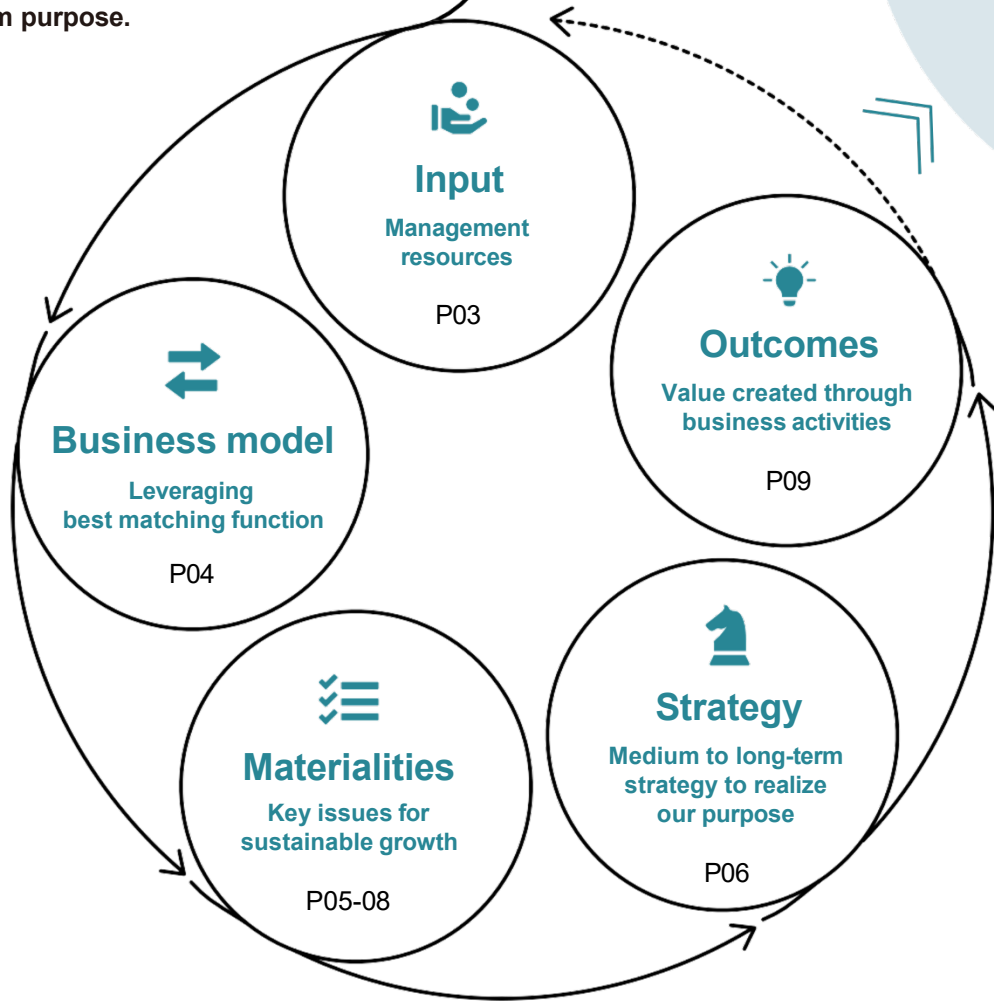 purpose.
Input
Management
resources
P03
Outcomes
Value created through
business activities
P09
Business model
Leveraging
best matching function
P04
Strategy
Medium to long-term
strategy to realize
our purpose
P06
Materialities
Key issues for
sustainable growth
P05-08